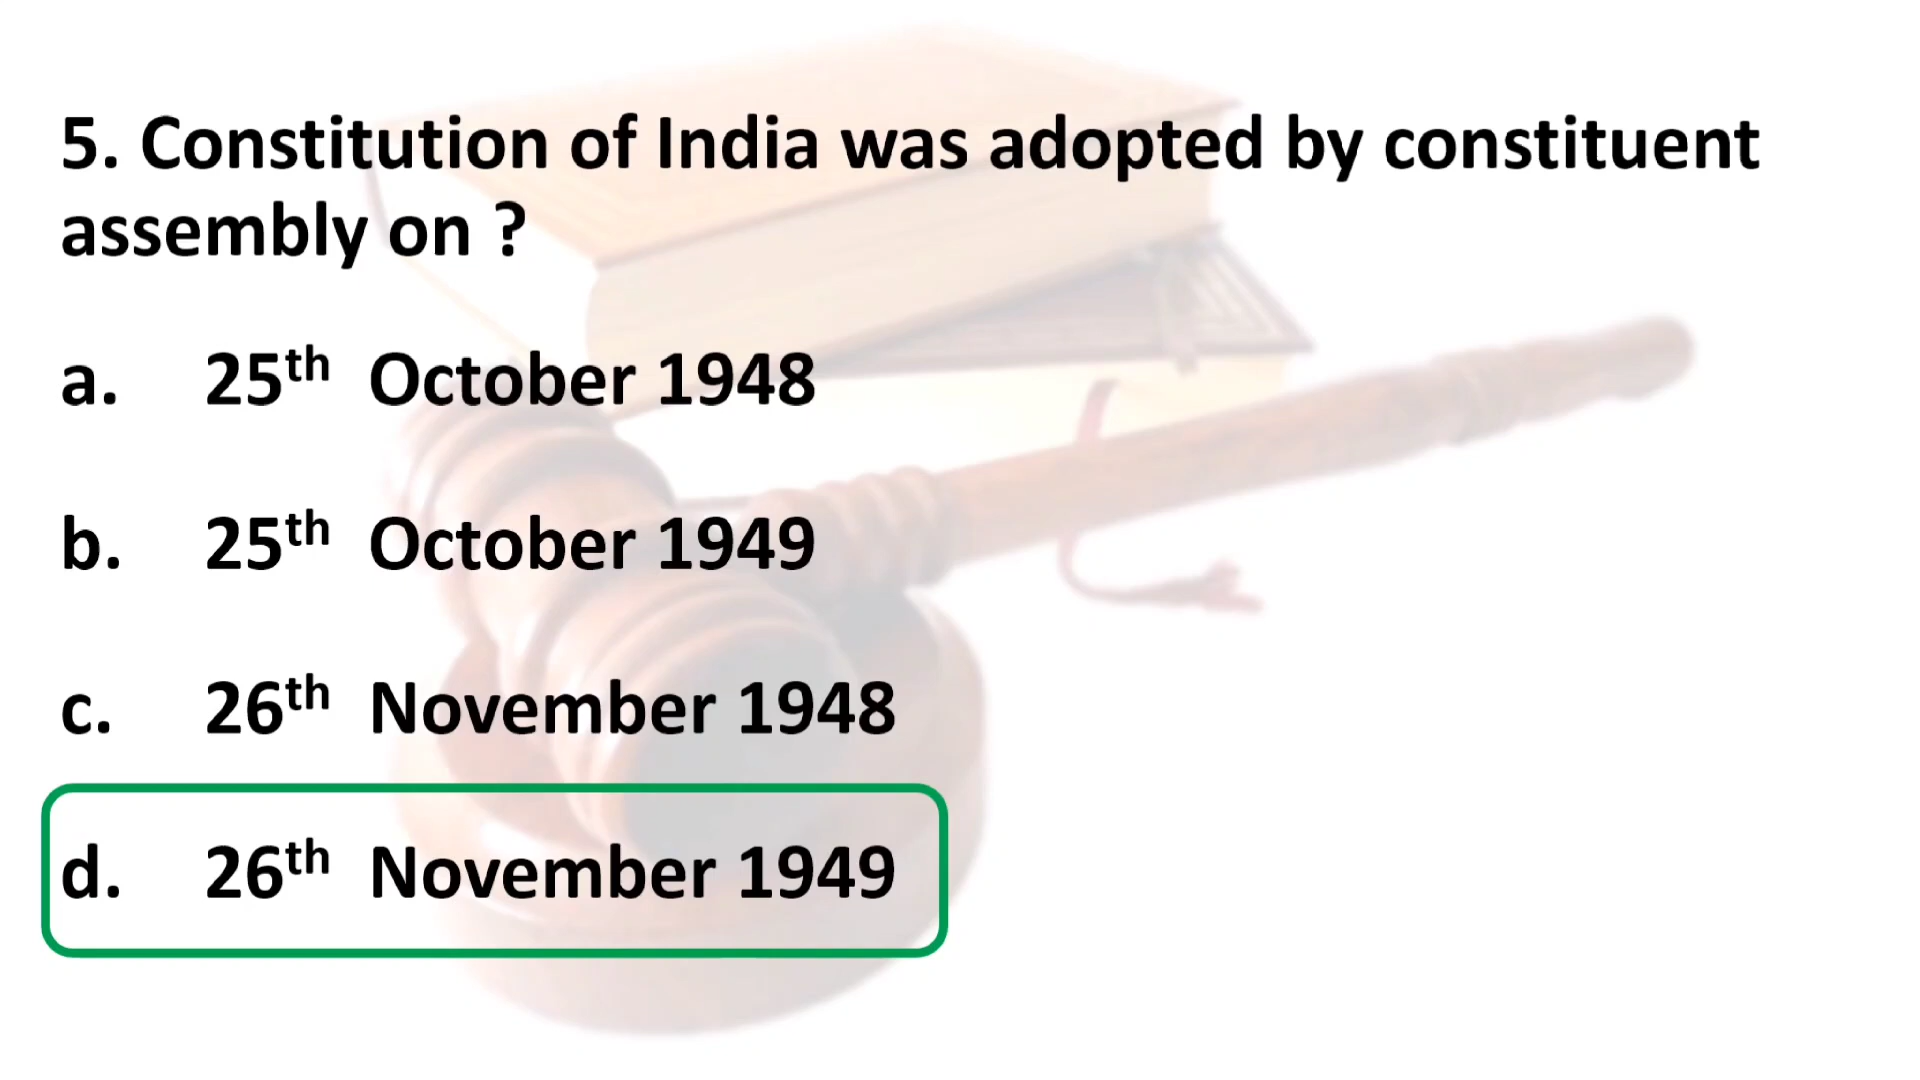 5. Constitution of India was adopted by constituent
assembly on ?
a. 25th October 1948
b. 25th October 1949
c. 26th November 1948
d. 26th November 1949